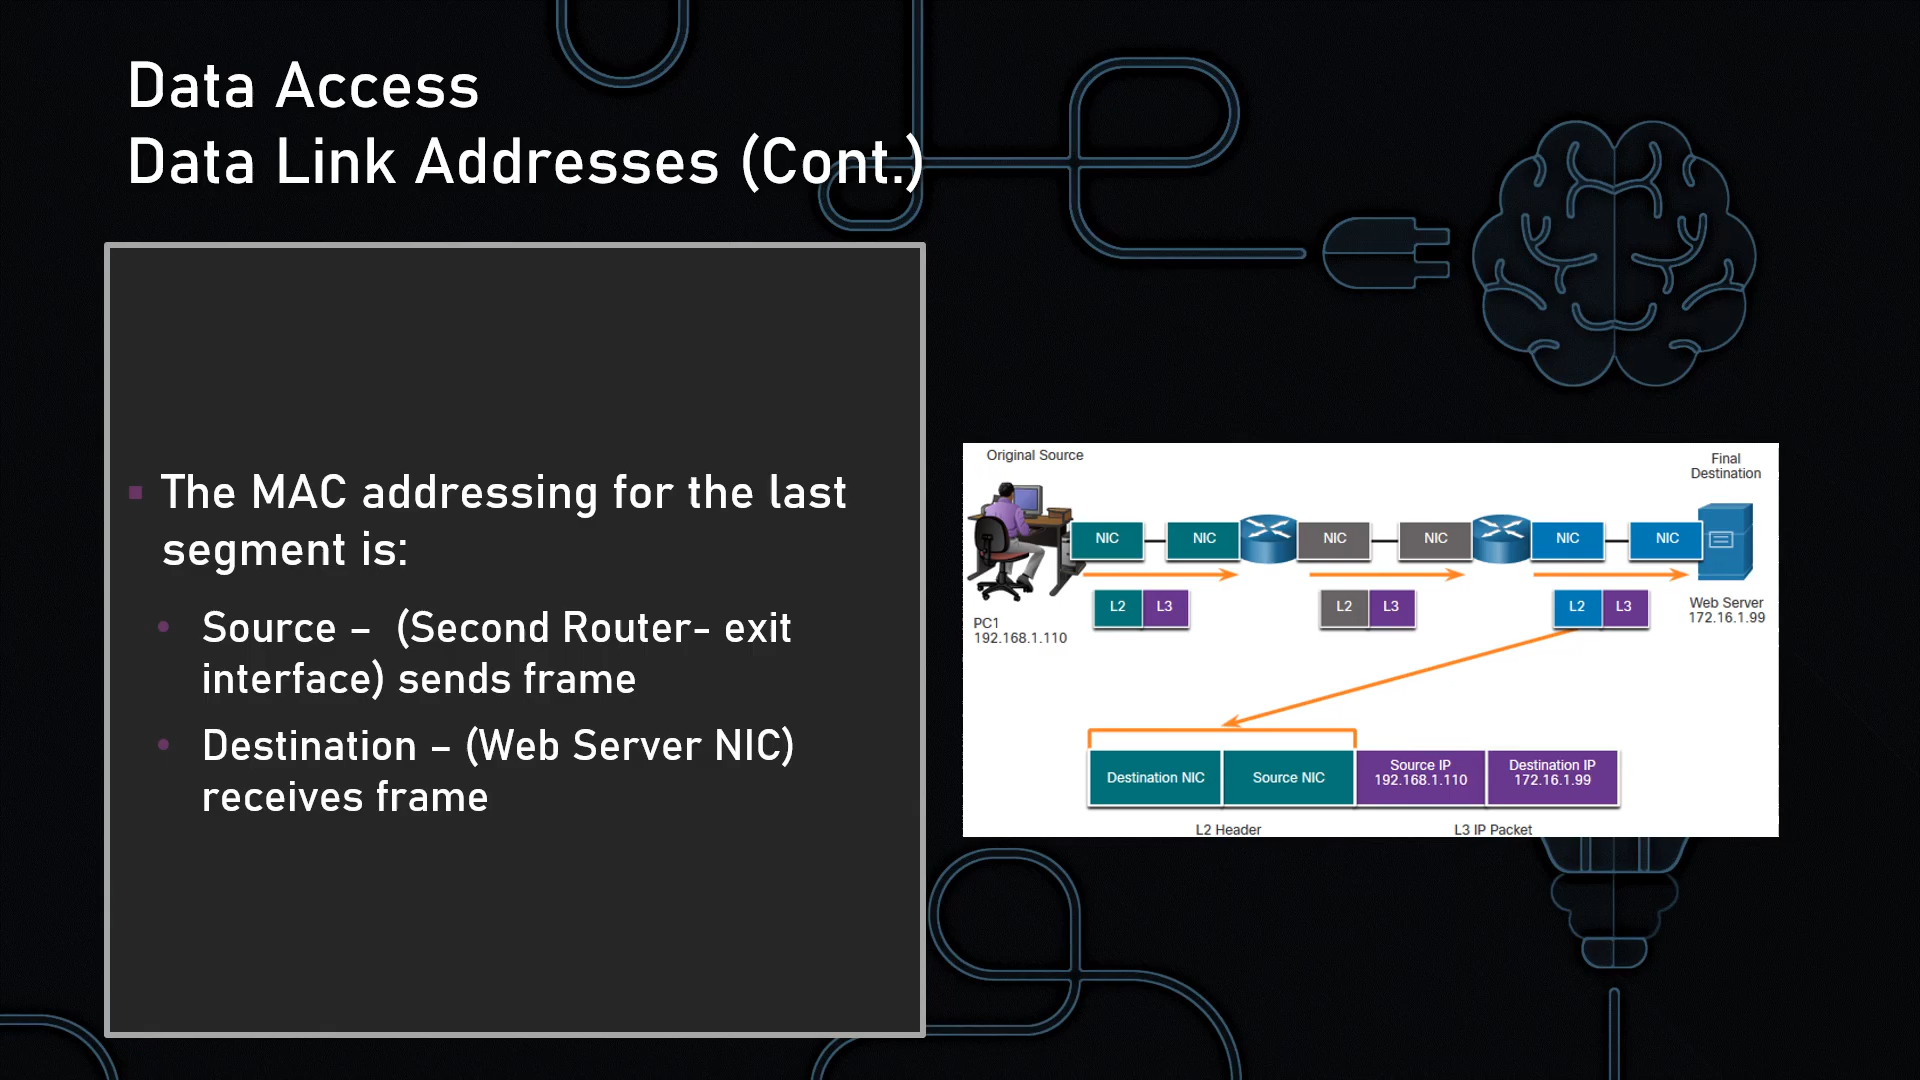 Data Access
Data Link Addresses (Cont.)
The MAC addressing for the last
segment is:
Source – (Second Router- exit
interface) sends frame
Destination – (Web Server NIC)
receives frame
Original Source
Final
Destination
NIC
NIC
NIC
NIC
NIC
NIC
L2
L3
L2
L3
L2
L3
PC1
192.168.1.110
Web Server
172.16.1.99
Destination NIC
Source NIC
Source IP
192.168.1.110
Destination IP
172.16.1.99
L2 Header
L3 IP Packet